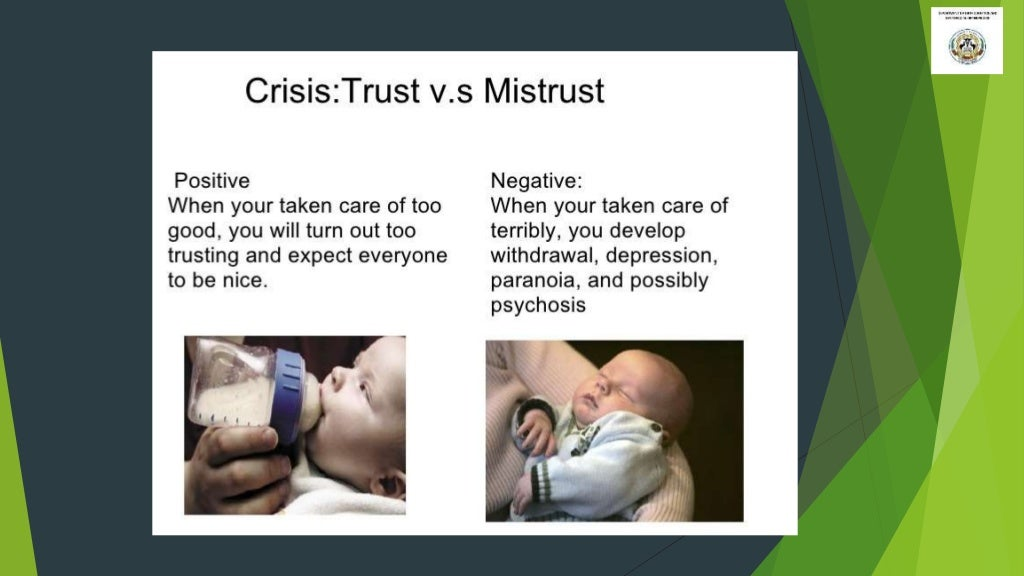 Crisis:Trust v.s Mistrust
Positive
When your taken care of too
good, you will turn out too
trusting and expect everyone
to be nice.
Negative:
When your taken care of
terribly, you develop
withdrawal, depression,
paranoia, and possibly
psychosis